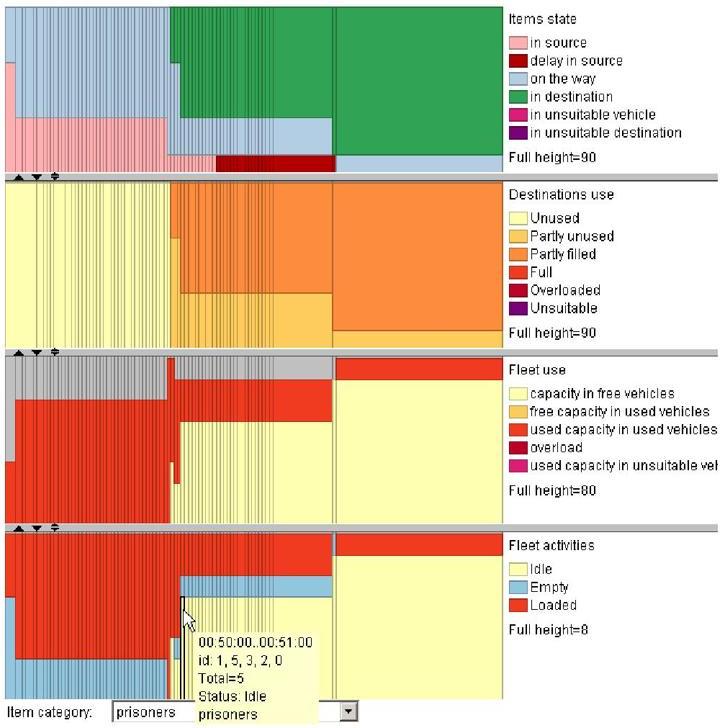 Items state
in source
delay in source
on the way
in destination
in unsuitable vehicle
in unsuitable destination
Full height=90
Destinations use
Unused
Partly unused
Partly filled
Full
Overloaded
Unsuitable
Full height=90
Fleet use
capacity in free vehicles
free capacity in used vehicles
used capacity in used vehicles
overload
used capacity in unsuitable veh
Full height=80
Fleet activities
Idle
Empty
Loaded
Full height=8
00:50:00..00:51:00
id: 1, 5, 3, 2, 0
Total=5
Status: Idle
prisoners
Item category: prisoners